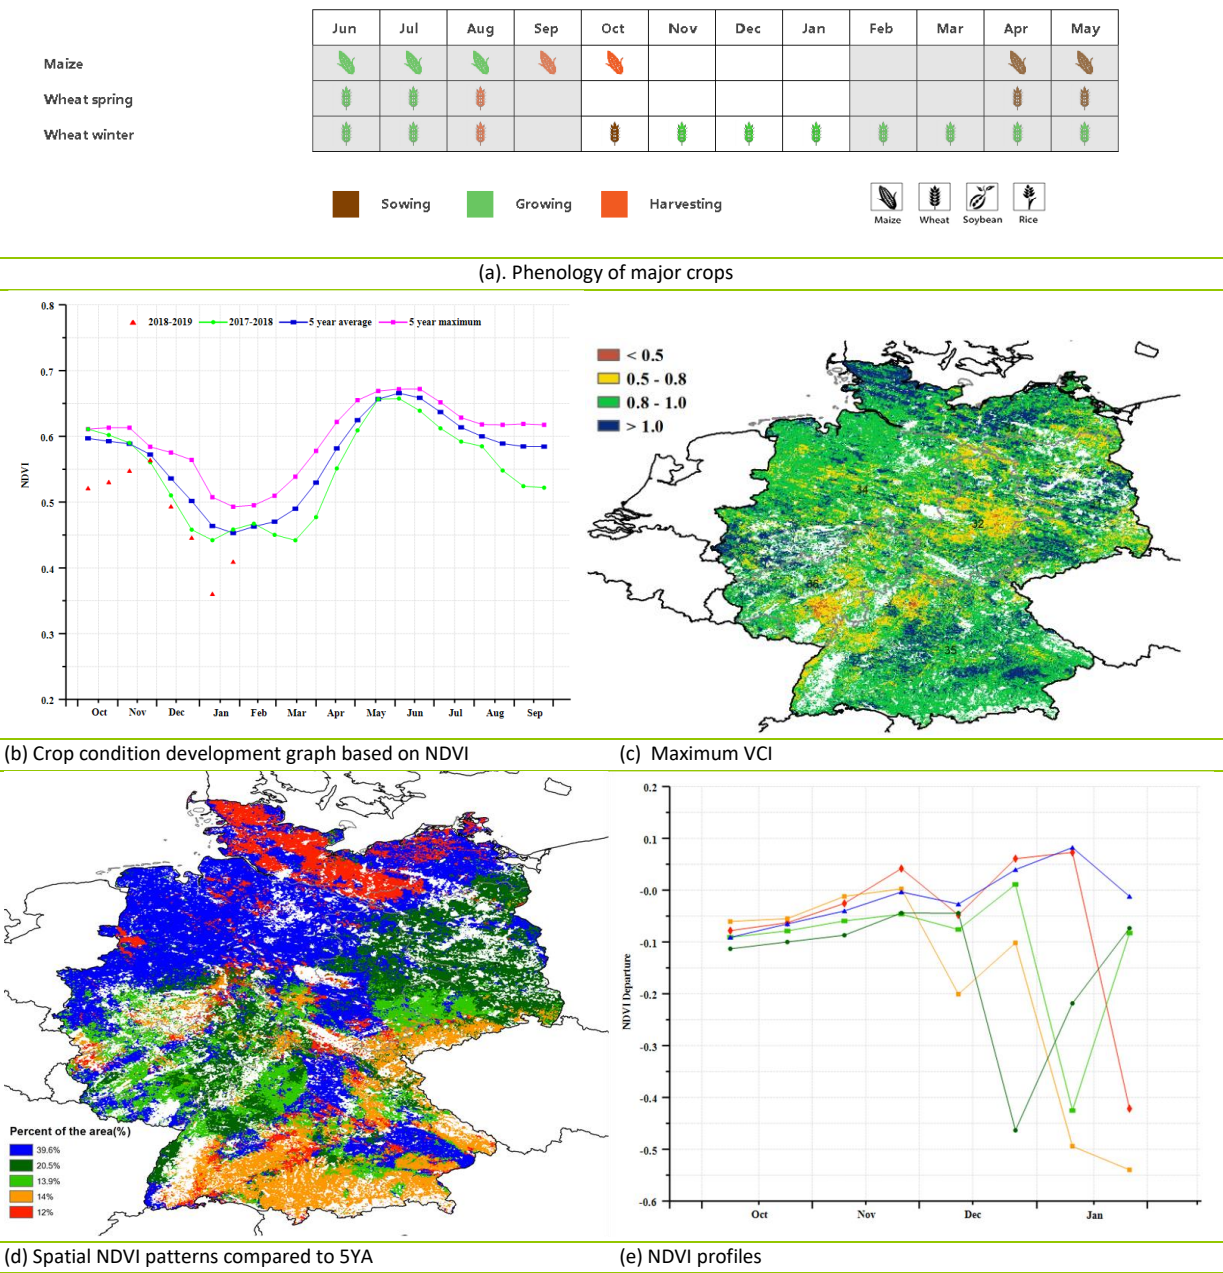 Jun Jul Aug Sep Oct Nov Dec Jan Feb Mar Apr May
Maize
Wheat spring
Wheat winter
Sowing Growing Harvesting
Maize Wheat Soybean Rice
(a). Phenology of major crops
0.8
2018-2019 2017-2018 5 year average 5 year maximum
0.7
0.6
0.5
0.4
0.3
0.2
NDVI
Oct Nov Dec Jan Feb Mar Apr May Jun Jul Aug Sep
< 0.5
0.5 - 0.8
0.8 - 1.0
> 1.0
34
32
35
(b) Crop condition development graph based on NDVI (c) Maximum VCI
Percent of the area(%)
39.6%
20.5%
13.9%
14%
12%
0.2
0.1
-0.0
-0.1
-0.2
-0.3
-0.4
-0.5
-0.6
NDVI Departure
Oct Nov Dec Jan
(d) Spatial NDVI patterns compared to 5YA (e) NDVI profiles